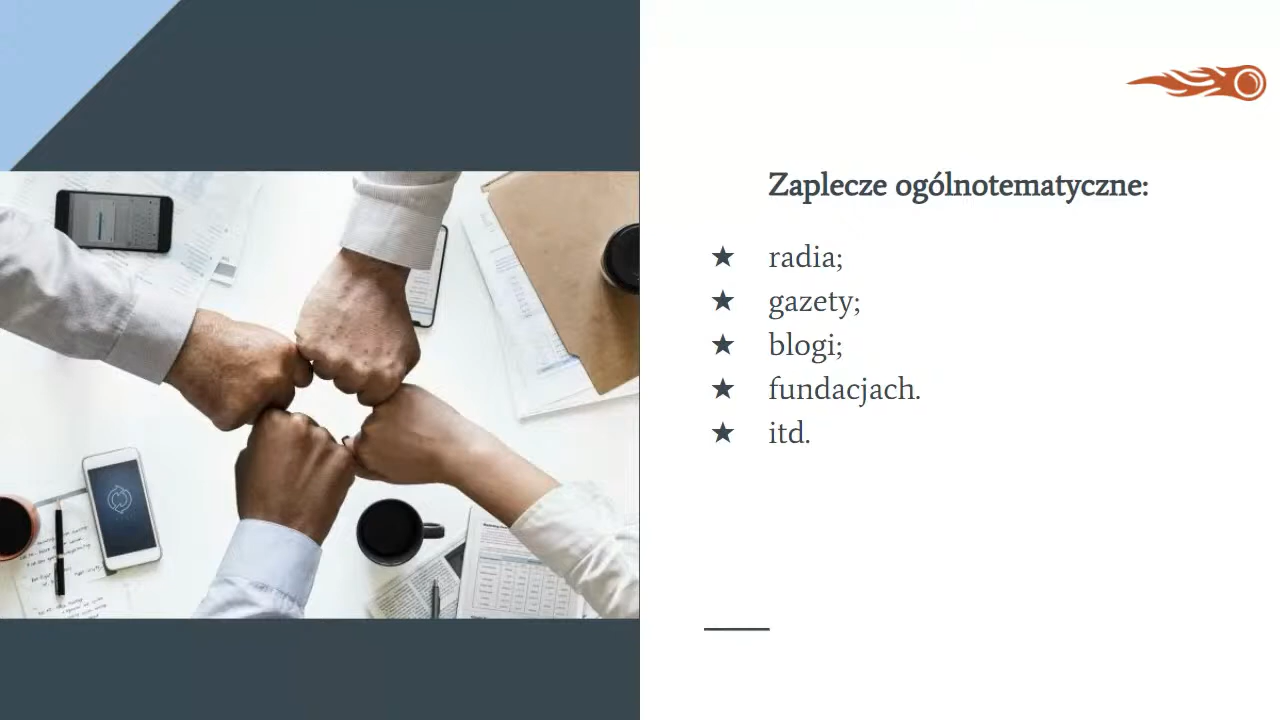 Zaplecze ogólnotematyczne:
★ radia;
★ gazety;
★ blogi;
★ fundacjach.
★ itd.